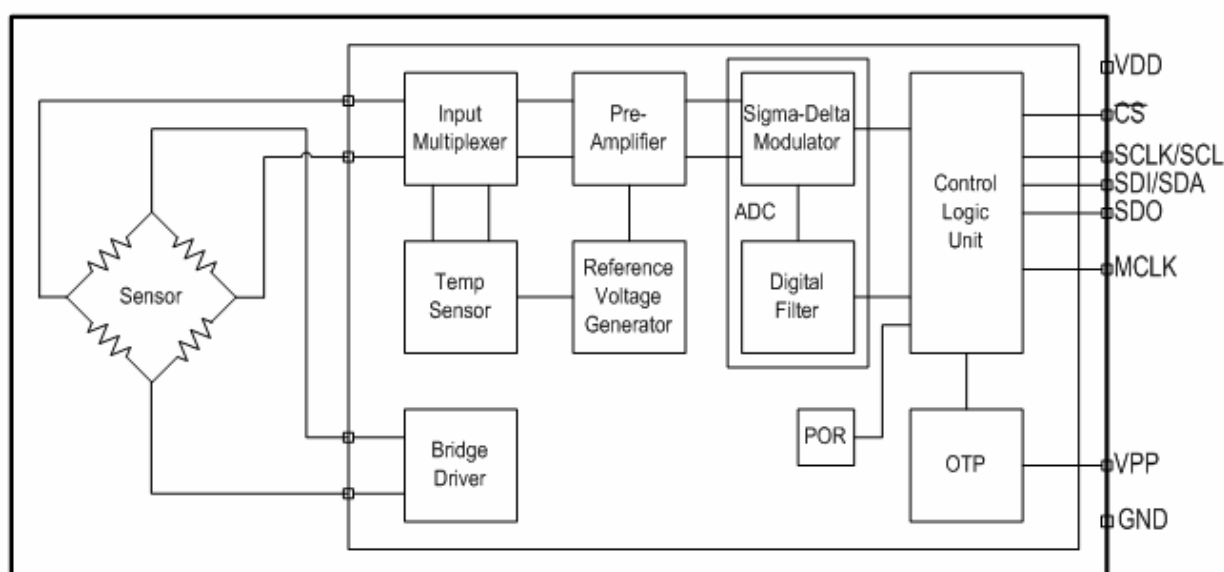 VDD
Input
Multiplexer
Pre-
Amplifier
Sigma-Delta
Modulator
CS
SCLK/SCL
SDI/SDA
SDO
Control
Logic
Unit
ADC
MCLK
Sensor
Temp
Sensor
Reference
Voltage
Generator
Digital
Filter
Bridge
Driver
POR
OTP
VPP
GND